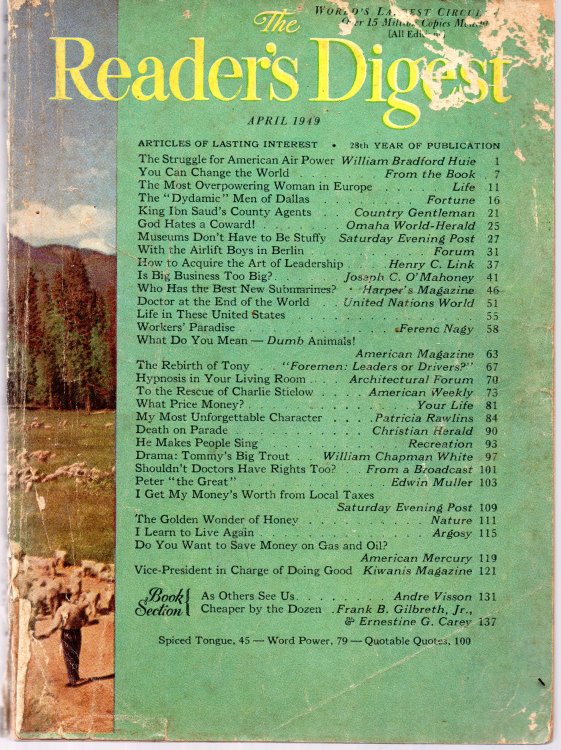 WORLD'S LA EST CIRCUL
Over 15 Million Copies M
[All Edi
The
Reader's Digest
APRIL 1949
ARTICLES OF LASTING INTEREST • 28th YEAR OF PUBLICATION
The Struggle for American Air Power William Bradford Huie 1
You Can Change the World . . . . . . From the Book 7
The Most Overpowering Woman in Europe . . . . . Life 11
The "Dydamic" Men of Dallas . . . . . . . Fortune 16
King Ibn Saud's County Agents . . . Country Gentleman 21
God Hates a Coward! . . . . . Omaha World-Herald 25
Museums Don't Have to Be Stuffy Saturday Evening Post 27
With the Airlift Boys in Berlin . . . . . . . Forum 31
How to Acquire the Art of Leadership . . Henry C. Link 37
Is Big Business Too Big? . . . . . Joseph C. O'Mahoney 41
Who Has the Best New Submarines? . Harper's Magazine 46
Doctor at the End of the World . . United Nations World 51
Life in These United States . . . . . . . . . . 55
Workers' Paradise . . . . . . . . . Ferenc Nagy 58
What Do You Mean — Dumb Animals!
American Magazine 63
The Rebirth of Tony "Foremen: Leaders or Drivers?" 67
Hypnosis in Your Living Room . . . Architectural Forum 70
To the Rescue of Charlie Stielow . . . American Weekly 73
What Price Money? . . . . . . . . . . Your Life 81
My Most Unforgettable Character . . . Patricia Rawlins 84
Death on Parade . . . . . . . . Christian Herald 90
He Makes People Sing . . . . . . . . Recreation 93
Drama: Tommy's Big Trout . . William Chapman White 97
Shouldn't Doctors Have Rights Too? . From a Broadcast 101
Peter "the Great" . . . . . . . . . Edwin Muller 103
I Get My Money's Worth from Local Taxes
Saturday Evening Post 109
The Golden Wonder of Honey . . . . . . . Nature 111
I Learn to Live Again . . . . . . . . . . Argosy 115
Do You Want to Save Money on Gas and Oil?
American Mercury 119
Vice-President in Charge of Doing Good Kiwanis Magazine 121
Book Section
As Others See Us . . . . . . . . Andre Visson 131
Cheaper by the Dozen . Frank B. Gilbreth, Jr.,
& Ernestine G. Carey 137
Spiced Tongue, 45 — Word Power, 79 — Quotable Quotes, 100